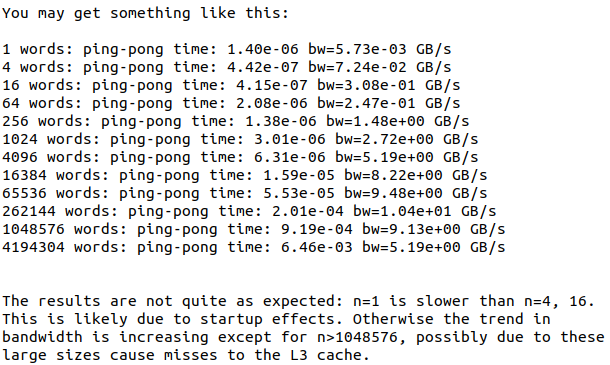 You may get something like this:
1 words: ping-pong time: 1.40e-06 bw=5.73e-03 GB/s
4 words: ping-pong time: 4.42e-07 bw=7.24e-02 GB/s
16 words: ping-pong time: 4.15e-07 bw=3.08e-01 GB/s
64 words: ping-pong time: 2.08e-06 bw=2.47e-01 GB/s
256 words: ping-pong time: 1.38e-06 bw=1.48e+00 GB/s
1024 words: ping-pong time: 3.01e-06 bw=2.72e+00 GB/s
4096 words: ping-pong time: 6.31e-06 bw=5.19e+00 GB/s
16384 words: ping-pong time: 1.59e-05 bw=8.22e+00 GB/s
65536 words: ping-pong time: 5.53e-05 bw=9.48e+00 GB/s
262144 words: ping-pong time: 2.01e-04 bw=1.04e+01 GB/s
1048576 words: ping-pong time: 9.19e-04 bw=9.13e+00 GB/s
4194304 words: ping-pong time: 6.46e-03 bw=5.19e+00 GB/s
The results are not quite as expected: n=1 is slower than n=4, 16.
This is likely due to startup effects. Otherwise the trend in
bandwidth is increasing except for n>1048576, possibly due to these
large sizes cause misses to the L3 cache.